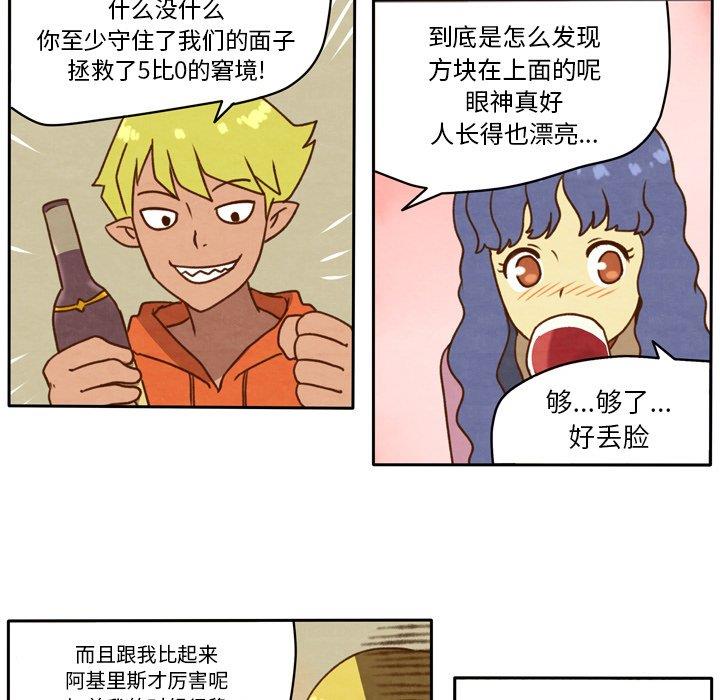 什么没什么
你至少守住了我们的面子
拯救了5比0的窘境!
到底是怎么发现
方块在上面的呢
眼神真好
人长得也漂亮...
够...够了...
好丢脸
而且跟我比起来
阿基里斯才厉害呢